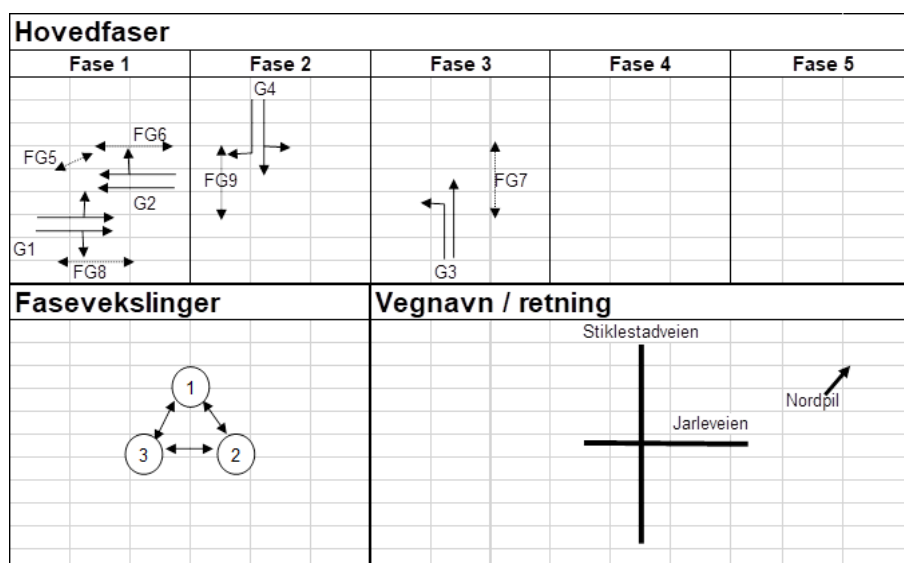 Hovedfaser
Fase 1 Fase 2 Fase 3 Fase 4 Fase 5
G4
FG6
FG5
FG9
FG7
G2
G1
FG8
G3
Fasevekslinger
Vegnavn / retning
Stiklestadveien
1
Nordpil
Jarleveien
3
2